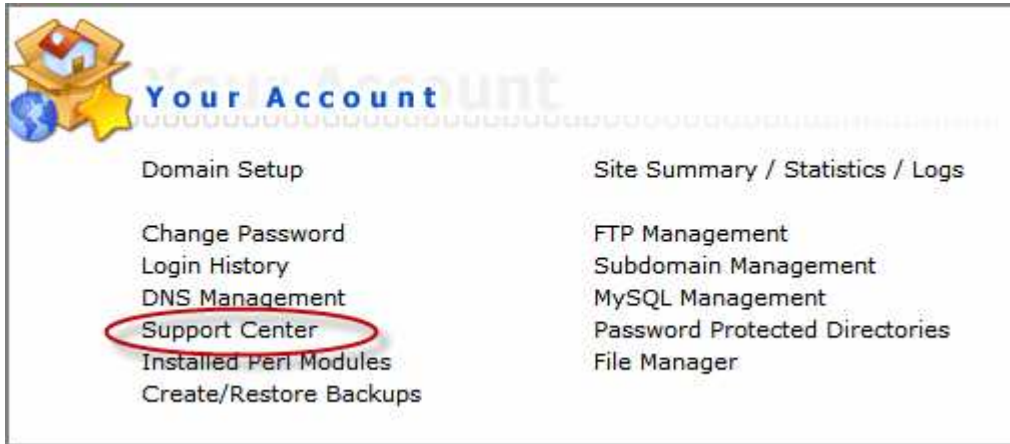 Your Account
Domain Setup
Site Summary / Statistics / Logs
Change Password
FTP Management
Login History
Subdomain Management
DNS Management
MySQL Management
Support Center
Password Protected Directories
Installed Perl Modules
File Manager
Create/Restore Backups